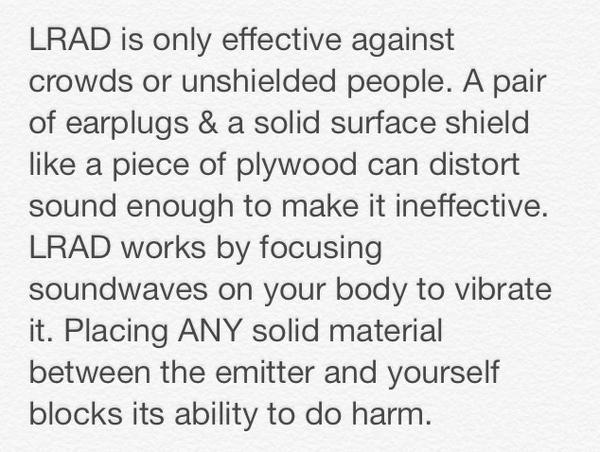 LRAD is only effective against
crowds or unshielded people. A pair
of earplugs & a solid surface shield
like a piece of plywood can distort
sound enough to make it ineffective.
LRAD works by focusing
soundwaves on your body to vibrate
it. Placing ANY solid material
between the emitter and yourself
blocks its ability to do harm.